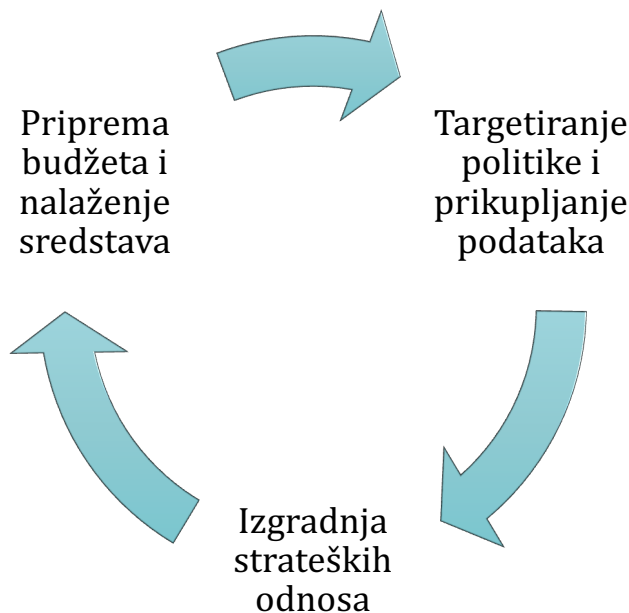 Priprema
budžeta i
nalaženje
sredstava
Targetiranje
politike i
prikupljanje
podataka
Izgradnja
strateških
odnosa